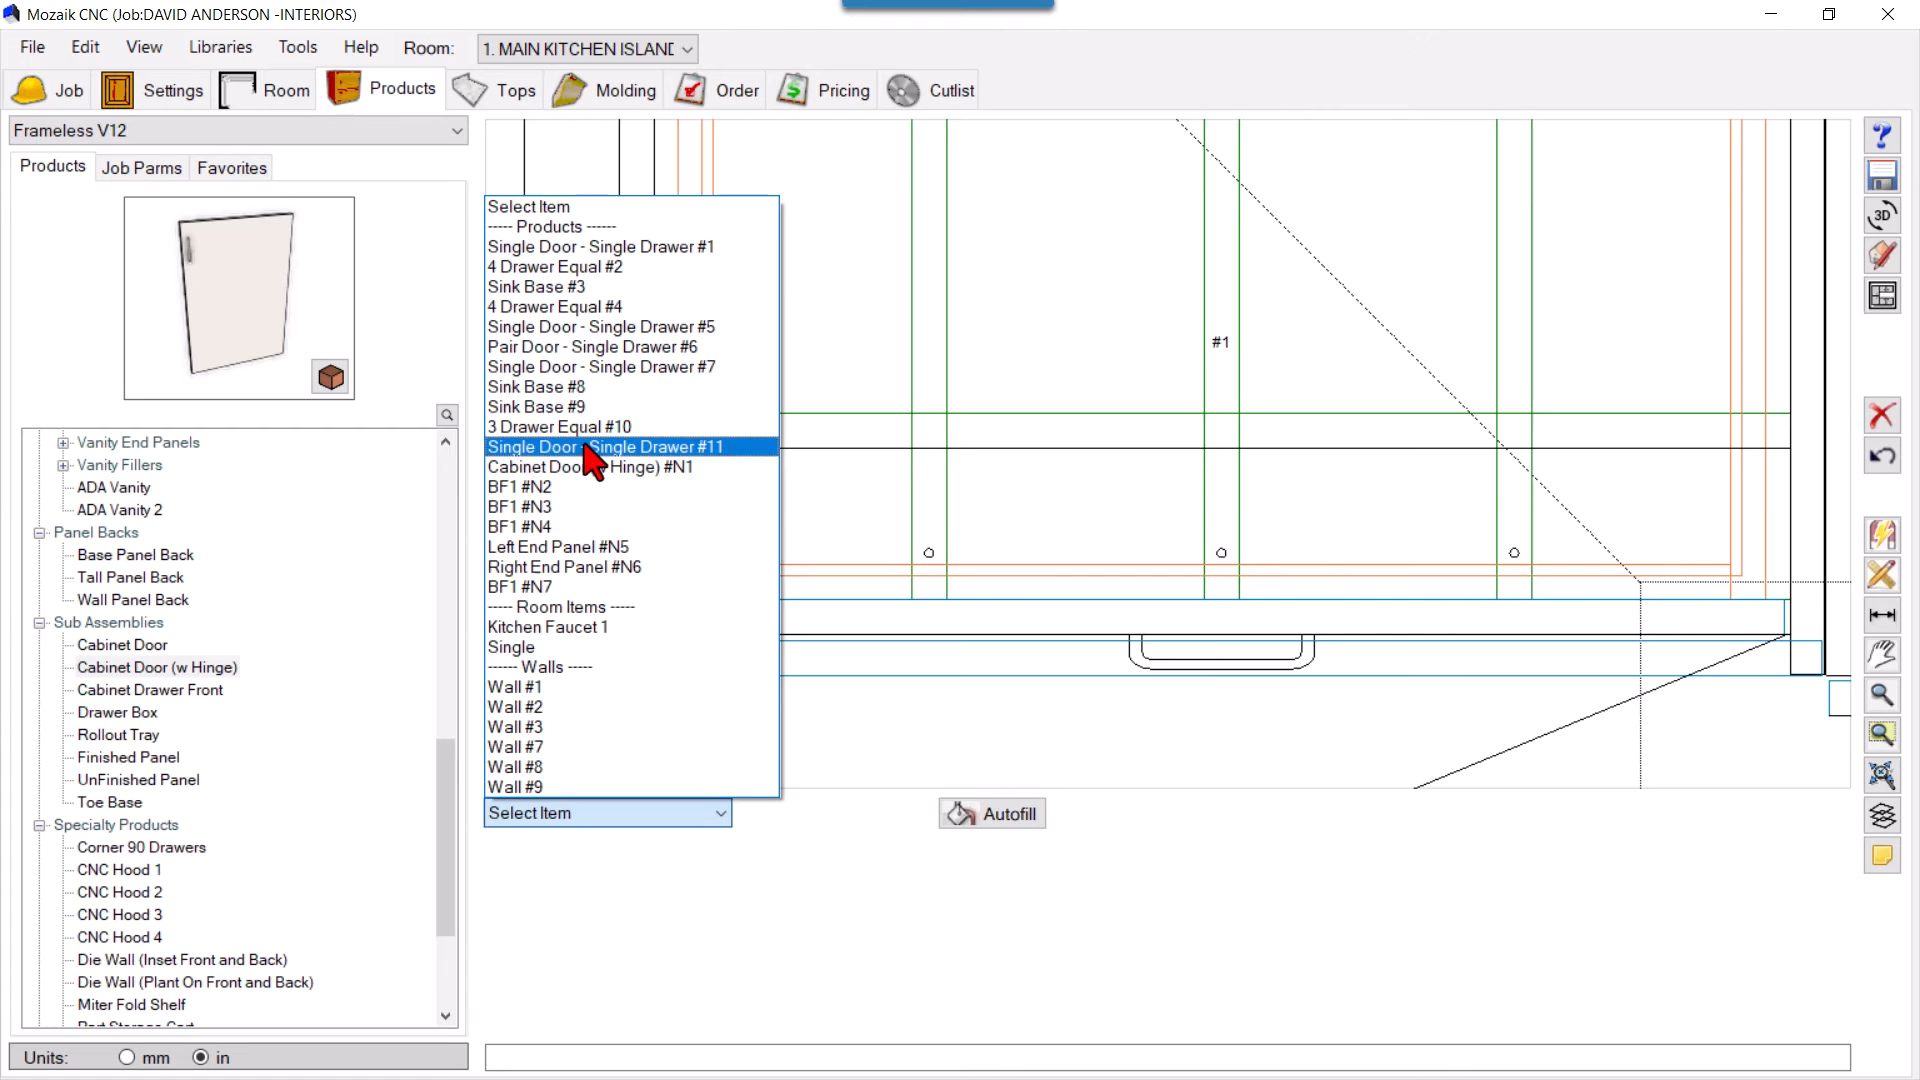 Mozaik CNC (Job:DAVID ANDERSON -INTERIORS)
File Edit View Libraries Tools Help Room: 1. MAIN KITCHEN ISLAND
Job Settings Room Products Tops Molding Order Pricing Cutlist
Frameless V12
Products Job Parms Favorites
Vanity End Panels
Vanity Fillers
ADA Vanity
ADA Vanity 2
Panel Backs
Base Panel Back
Tall Panel Back
Wall Panel Back
Sub Assemblies
Cabinet Door
Cabinet Door (w Hinge)
Cabinet Drawer Front
Drawer Box
Rollout Tray
Finished Panel
UnFinished Panel
Toe Base
Specialty Products
Corner 90 Drawers
CNC Hood 1
CNC Hood 2
CNC Hood 3
CNC Hood 4
Die Wall (Inset Front and Back)
Die Wall (Plant On Front and Back)
Miter Fold Shelf
Units: mm in
Select Item
----- Products ------
Single Door - Single Drawer #1
4 Drawer Equal #2
Sink Base #3
4 Drawer Equal #4
Single Door - Single Drawer #5
Pair Door - Single Drawer #6
Single Door - Single Drawer #7
Sink Base #8
Sink Base #9
3 Drawer Equal #10
Single Door - Single Drawer #11
Cabinet Doo Hinge) #N1
BF1 #N2
BF1 #N3
BF1 #N4
Left End Panel #N5
Right End Panel #N6
BF1 #N7
----- Room Items -----
Kitchen Faucet 1
Single
------ Walls -----
Wall #1
Wall #2
Wall #3
Wall #7
Wall #8
Wall #9
Select Item
Autofill
#1
?
3D